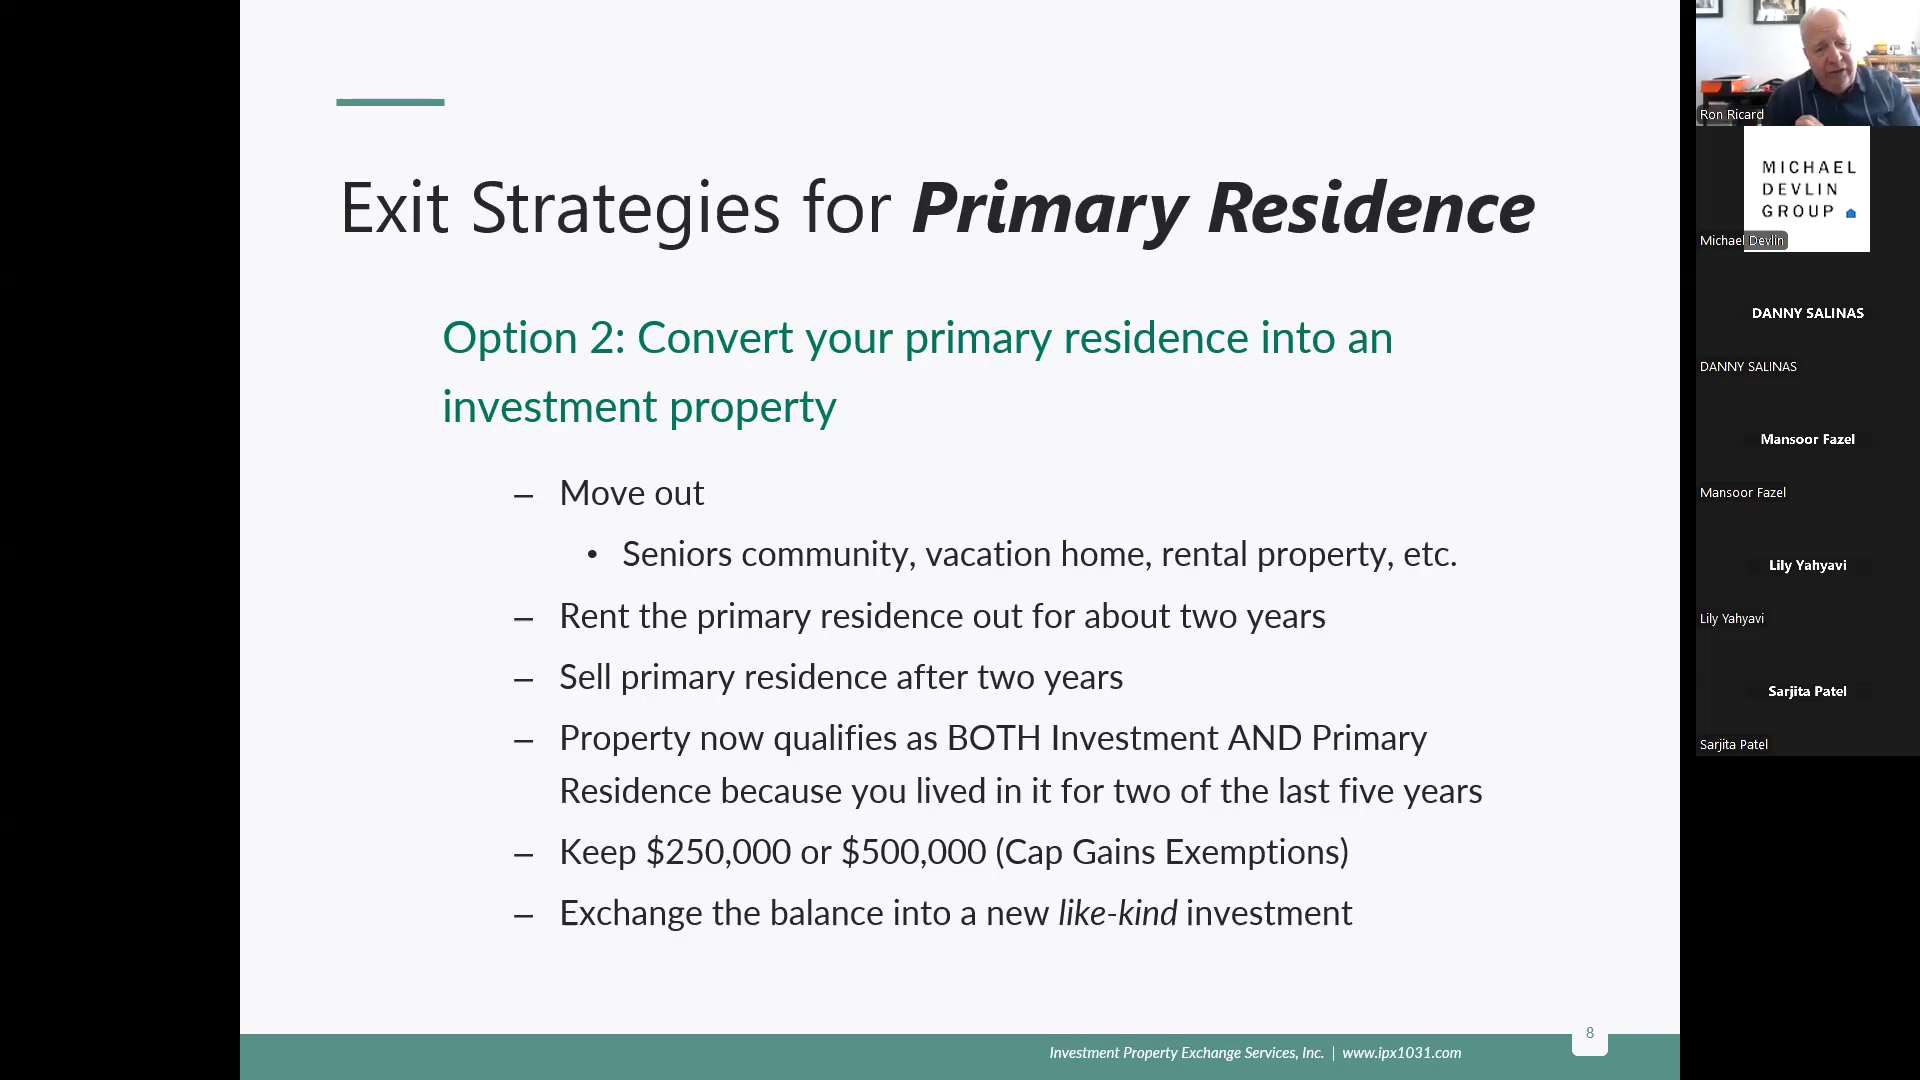 Exit Strategies for Primary Residence
Option 2: Convert your primary residence into an
investment property
– Move out
• Seniors community, vacation home, rental property, etc.
– Rent the primary residence out for about two years
– Sell primary residence after two years
– Property now qualifies as BOTH Investment AND Primary
Residence because you lived in it for two of the last five years
– Keep $250,000 or $500,000 (Cap Gains Exemptions)
– Exchange the balance into a new like-kind investment
Investment Property Exchange Services, Inc. | www.ipx1031.com
8
Ron Ricard
MICHAEL
DEVLIN
GROUP
Michael Devlin
DANNY SALINAS
DANNY SALINAS
Mansoor Fazel
Mansoor Fazel
Lily Yahyavi
Lily Yahyavi
Sarjita Patel
Sarjita Patel